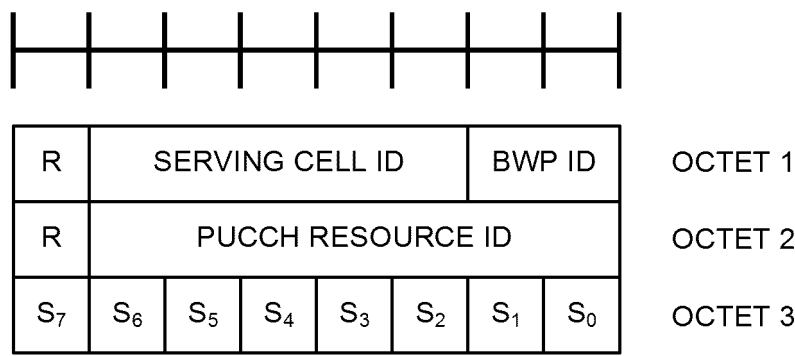 R SERVING CELL ID BWP ID OCTET 1
R PUCCH RESOURCE ID OCTET 2
S₇ S₆ S₅ S₄ S₃ S₂ S₁ S₀ OCTET 3